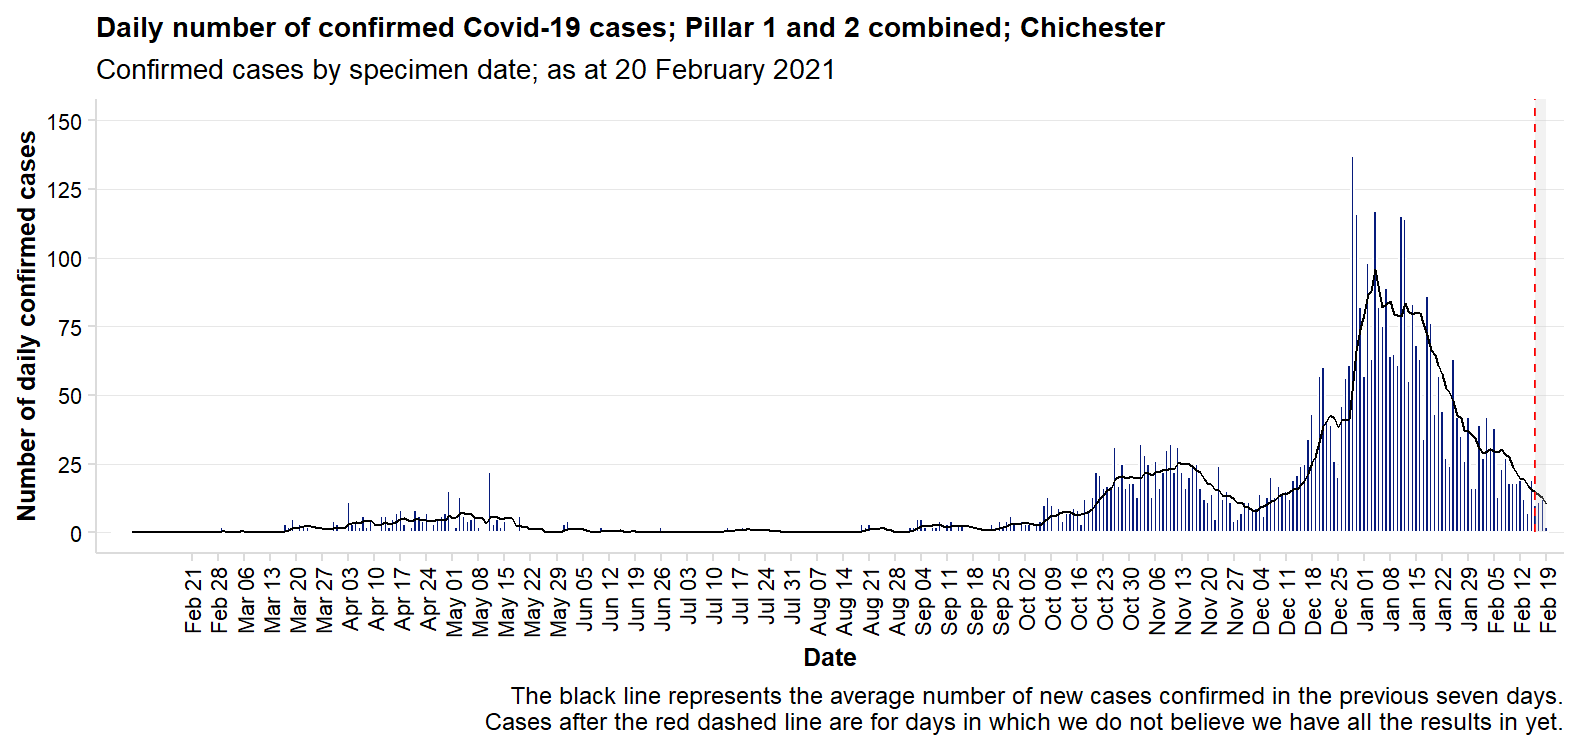 Daily number of confirmed Covid-19 cases; Pillar 1 and 2 combined; Chichester
Confirmed cases by specimen date; as at 20 February 2021
Number of daily confirmed cases
150
125
100
75
50
25
0
Feb 21
Feb 28
Mar 06
Mar 13
Mar 20
Mar 27
Apr 03
Apr 10
Apr 17
Apr 24
May 01
May 08
May 15
May 22
May 29
Jun 05
Jun 12
Jun 19
Jun 26
Jul 03
Jul 10
Jul 17
Jul 24
Jul 31
Aug 07
Aug 14
Aug 21
Aug 28
Sep 04
Sep 11
Sep 18
Sep 25
Oct 02
Oct 09
Oct 16
Oct 23
Oct 30
Nov 06
Nov 13
Nov 20
Nov 27
Dec 04
Dec 11
Dec 18
Dec 25
Jan 01
Jan 08
Jan 15
Jan 22
Jan 29
Feb 05
Feb 12
Feb 19
Date
The black line represents the average number of new cases confirmed in the previous seven days.
Cases after the red dashed line are for days in which we do not believe we have all the results in yet.